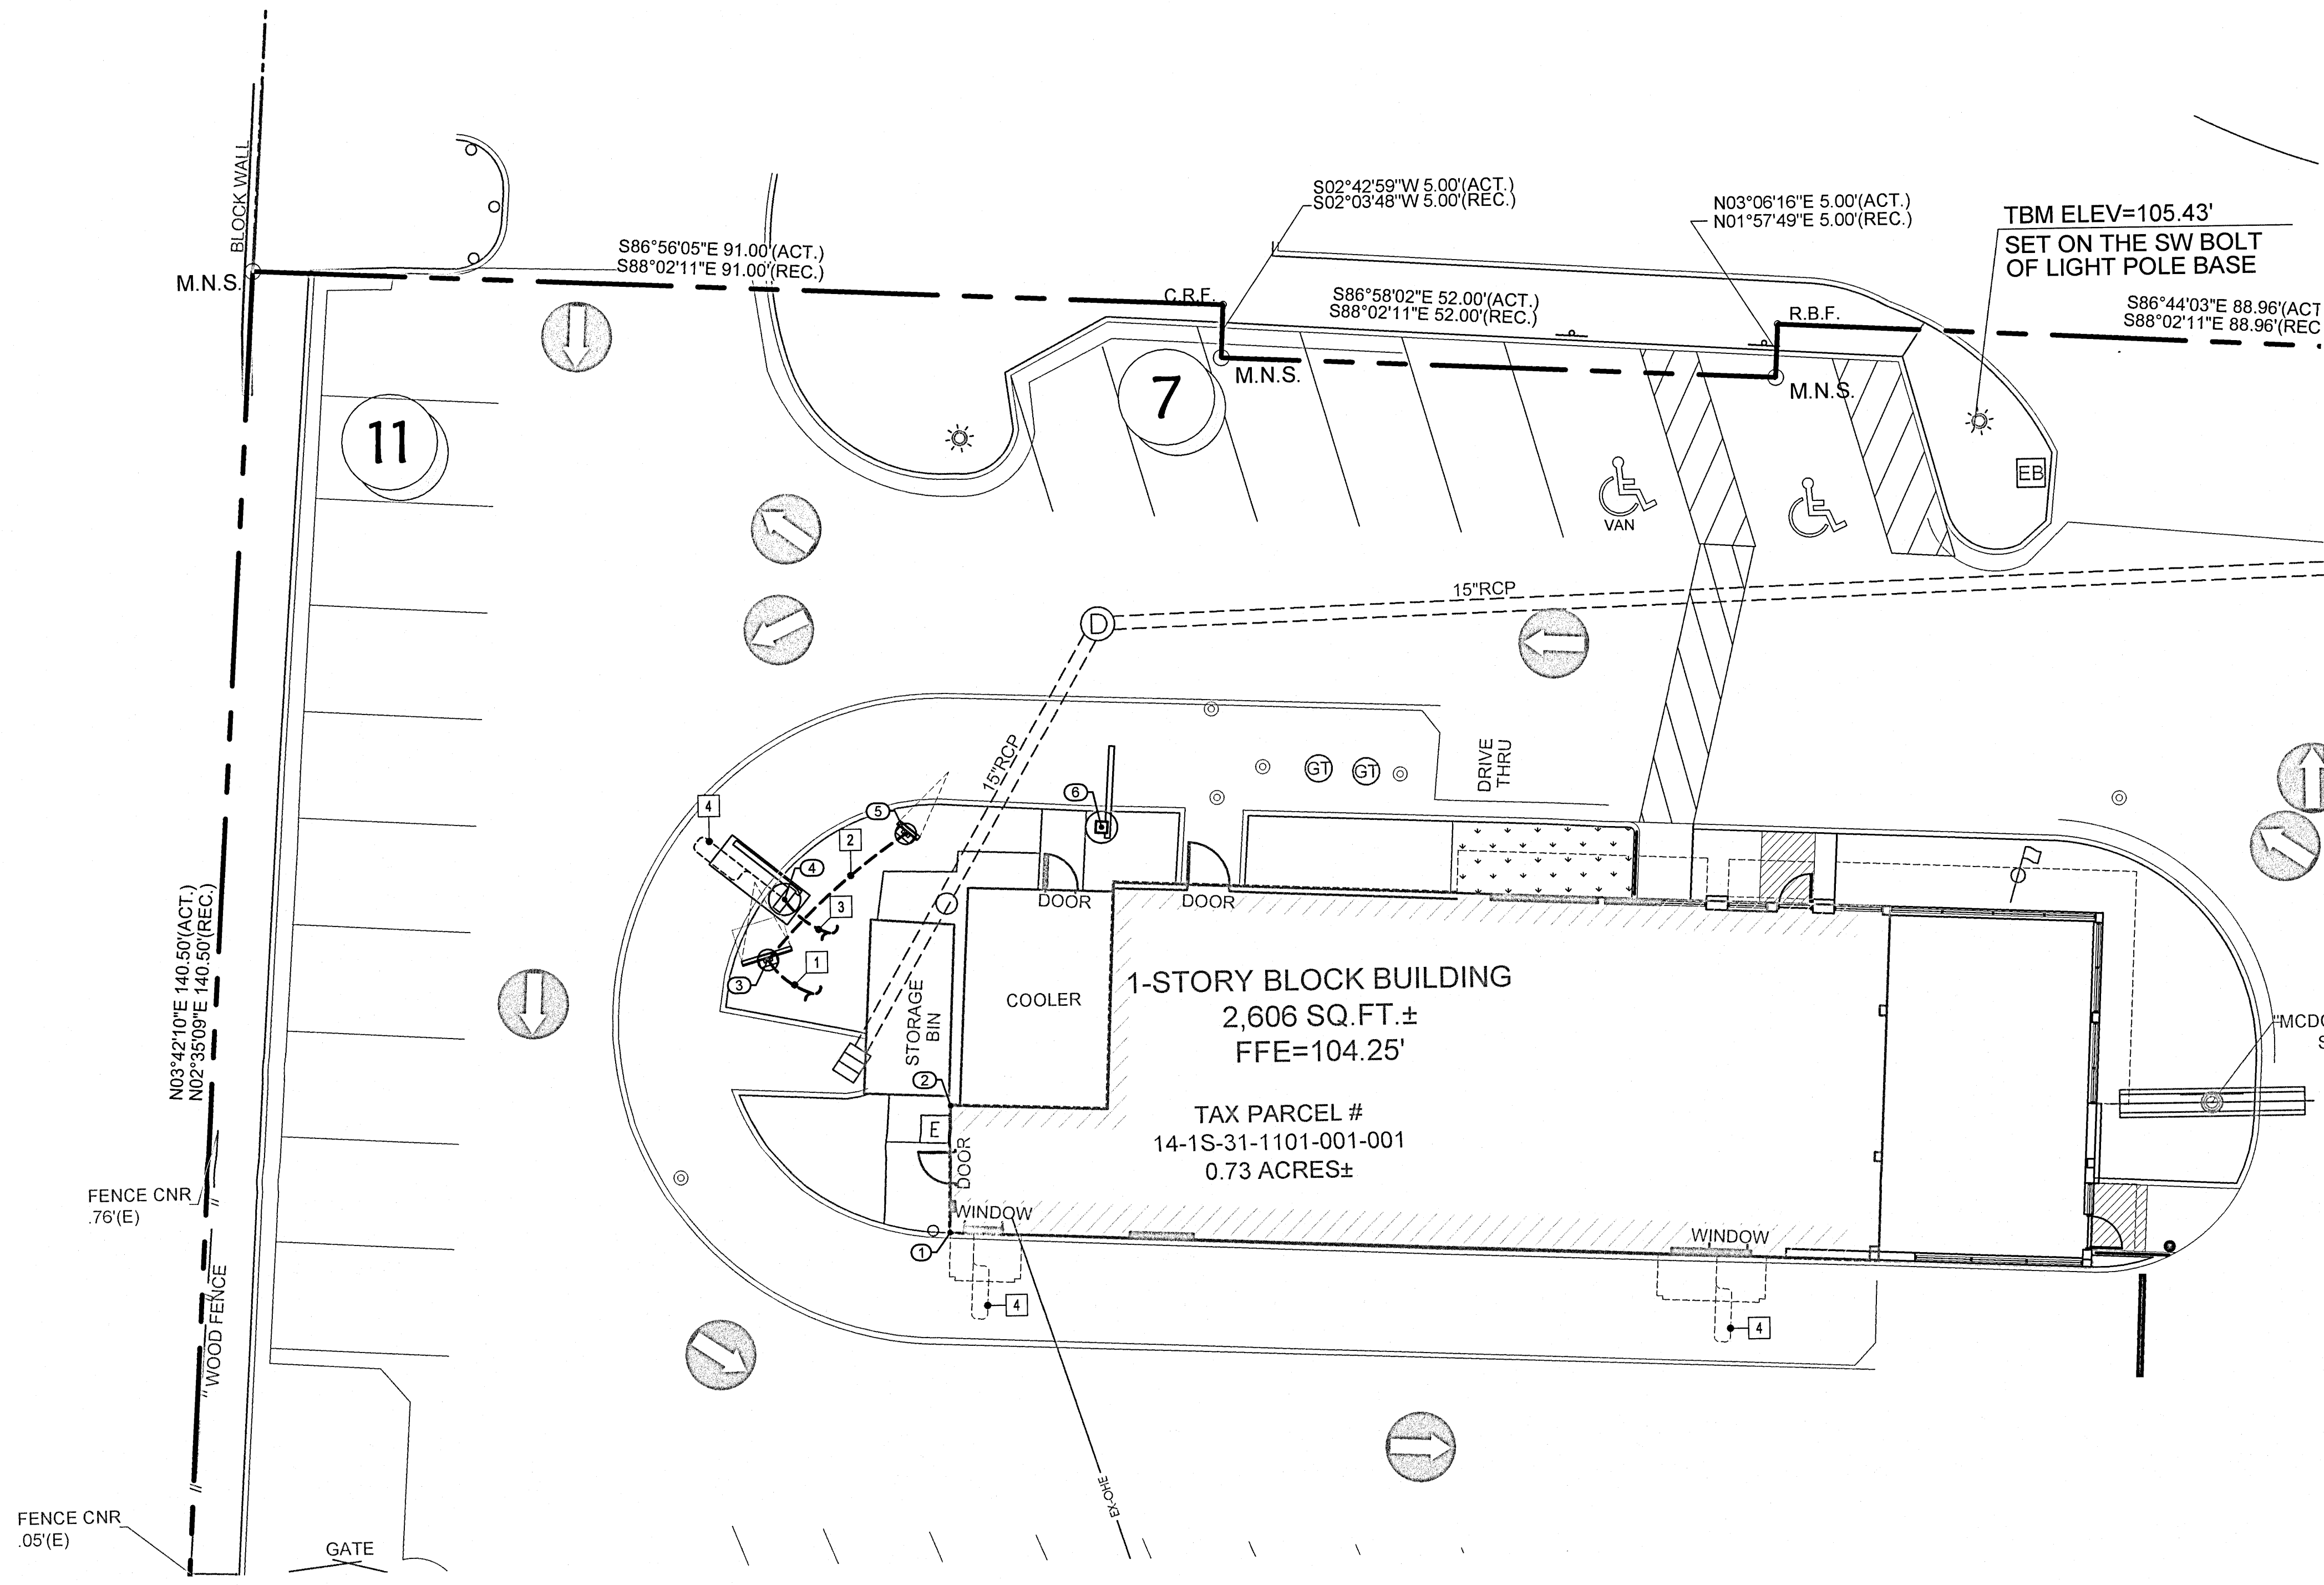 BLOCK WALL
M.N.S.
S86°56'05"E 91.00'(ACT.)
S88°02'11"E 91.00'(REC.)
S02°42'59"W 5.00'(ACT.)
S02°03'48"W 5.00'(REC.)
N03°06'16"E 5.00'(ACT.)
N01°57'49"E 5.00'(REC.)
TBM ELEV=105.43'
SET ON THE SW BOLT
OF LIGHT POLE BASE
S86°44'03"E 88.96'(ACT
S88°02'11"E 88.96'(REC
C.R.F.
S86°58'02"E 52.00'(ACT.)
S88°02'11"E 52.00'(REC.)
R.B.F.
M.N.S.
M.N.S.
11
7
EB
VAN
15"RCP
D
15"RCP
DRIVE
THRU
GT
GT
4
5
6
2
4
3
1
3
DOOR
DOOR
N03°42'10"E 140.50'(ACT.)
N02°35'09"E 140.50'(REC.)
STORAGE
BIN
COOLER
1-STORY BLOCK BUILDING
2,606 SQ.FT.±
FFE=104.25'
TAX PARCEL #
14-1S-31-1101-001-001
0.73 ACRES±
"MCDO
S
2
E
DOOR
FENCE CNR
.76'(E)
WINDOW
WINDOW
1
4
4
WOOD FENCE
EX-OHE
FENCE CNR
.05'(E)
GATE